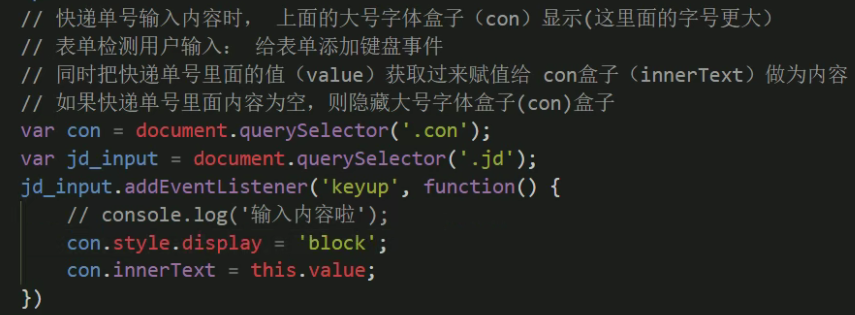 // 快递单号输入内容时， 上面的大号字体盒子（con）显示(这里面的字号更大）
// 表单检测用户输入： 给表单添加键盘事件
// 同时把快递单号里面的值（value）获取过来赋值给 con盒子（innerText）做为内容
// 如果快递单号里面内容为空，则隐藏大号字体盒子(con)盒子
var con = document.querySelector('.con');
var jd_input = document.querySelector('.jd');
jd_input.addEventListener('keyup', function() {
    // console.log('输入内容啦');
    con.style.display = 'block';
    con.innerText = this.value;
})